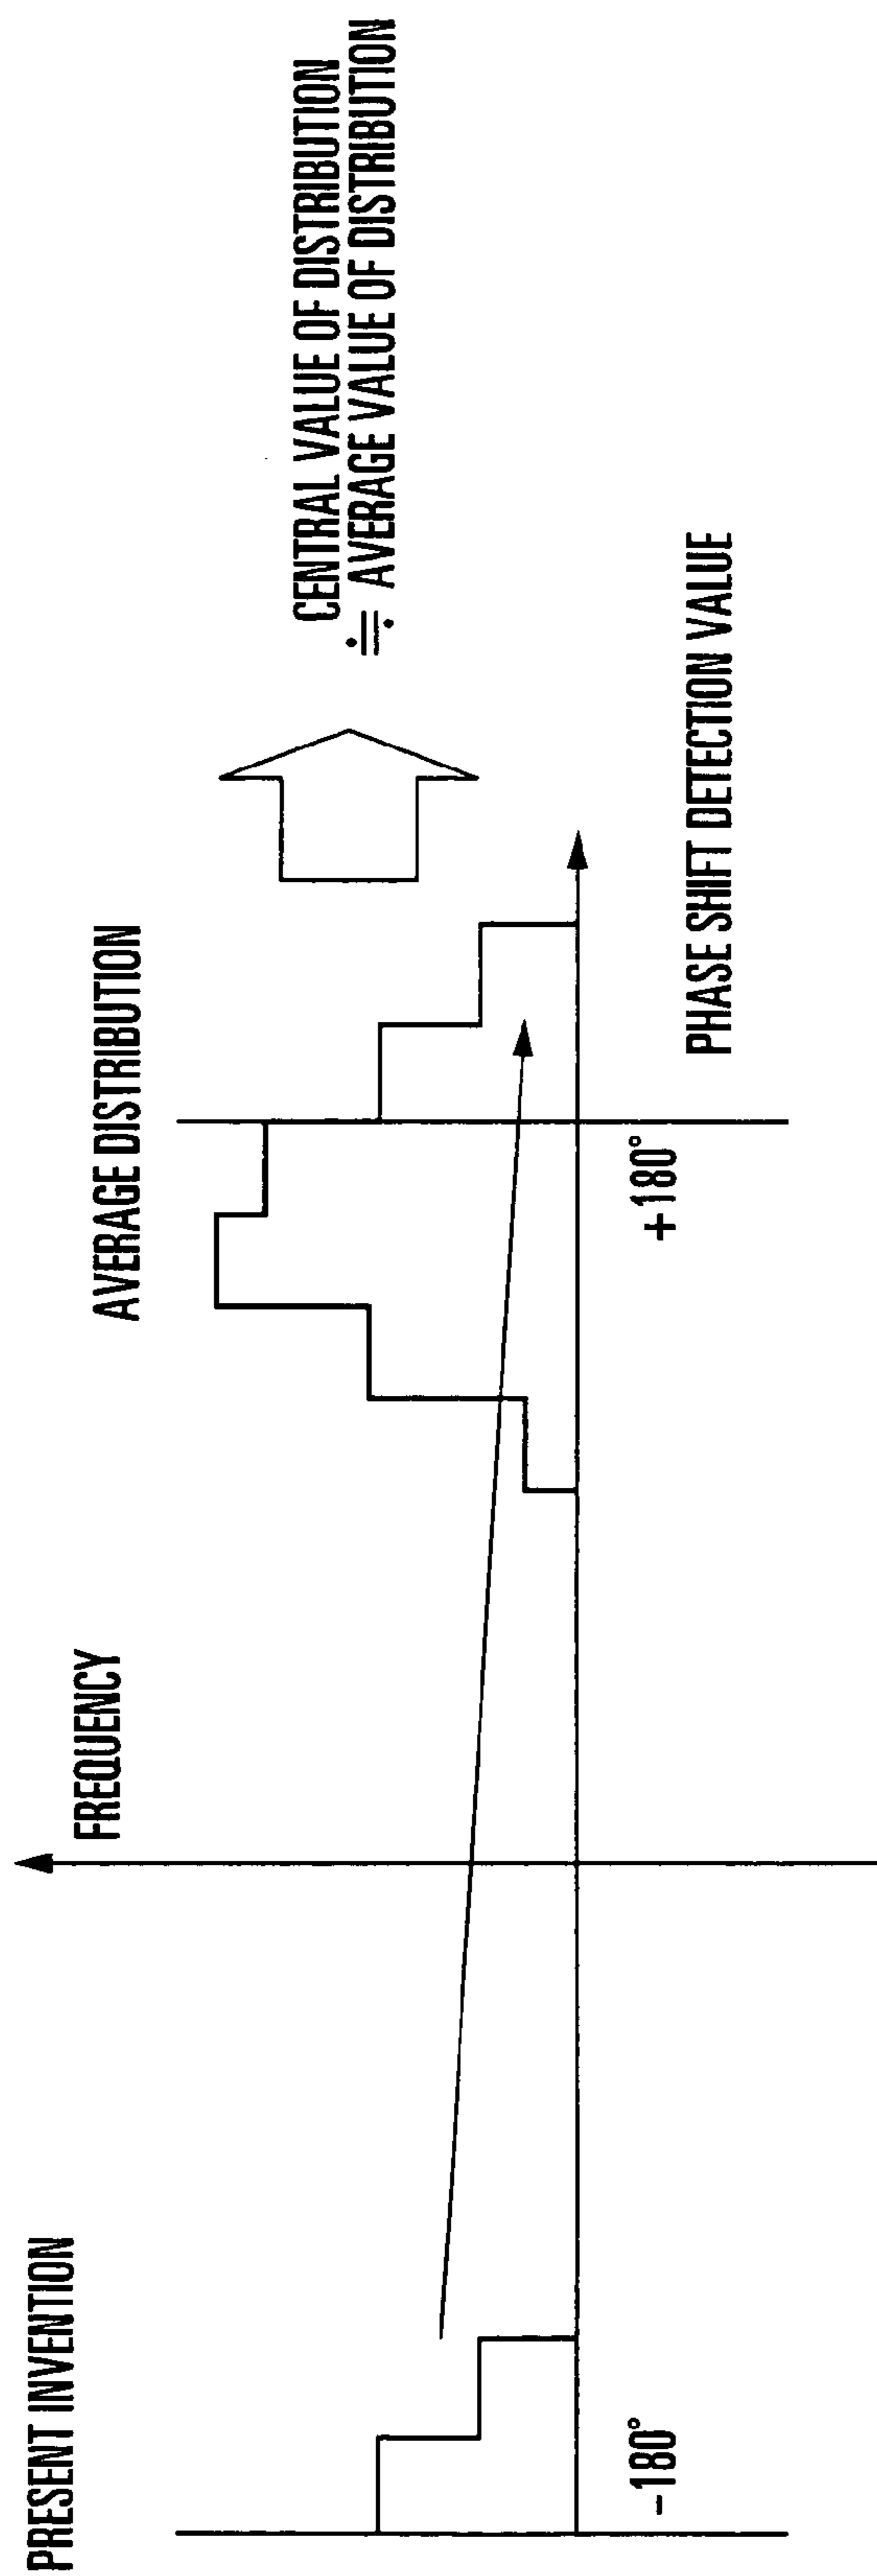 PRESENT INVENTION
FREQUENCY
AVERAGE DISTRIBUTION
CENTRAL VALUE OF DISTRIBUTION
≒ AVERAGE VALUE OF DISTRIBUTION
-180°
+180°
PHASE SHIFT DETECTION VALUE